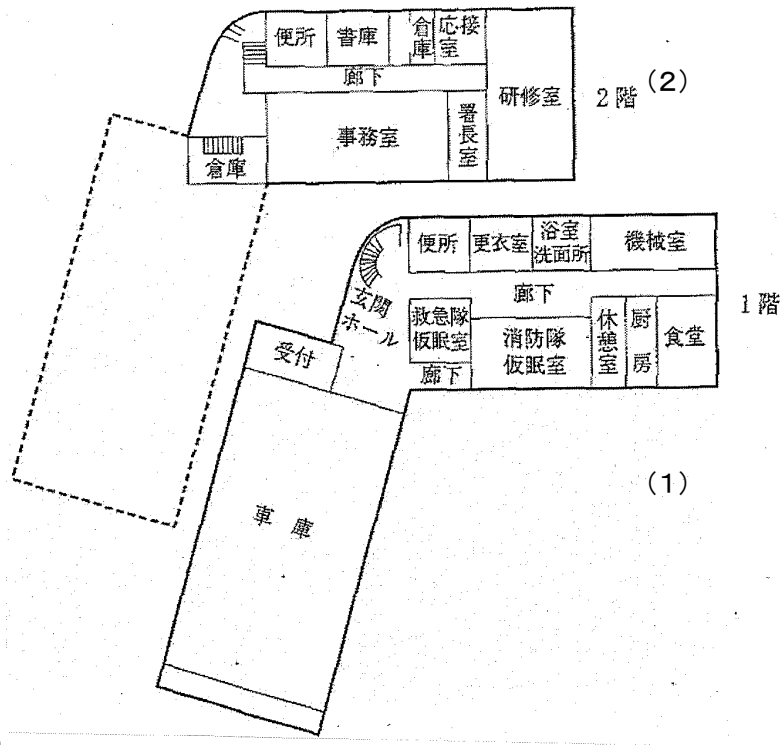 便所
書庫
倉庫
応接室
廊下
研修室
2階
(2)
事務室
署長室
倉庫
便所
更衣室
浴室
洗面所
機械室
廊下
1階
玄関
ホール
救急隊
仮眠室
消防隊
仮眠室
休憩室
厨房
食堂
受付
廊下
車庫
(1)